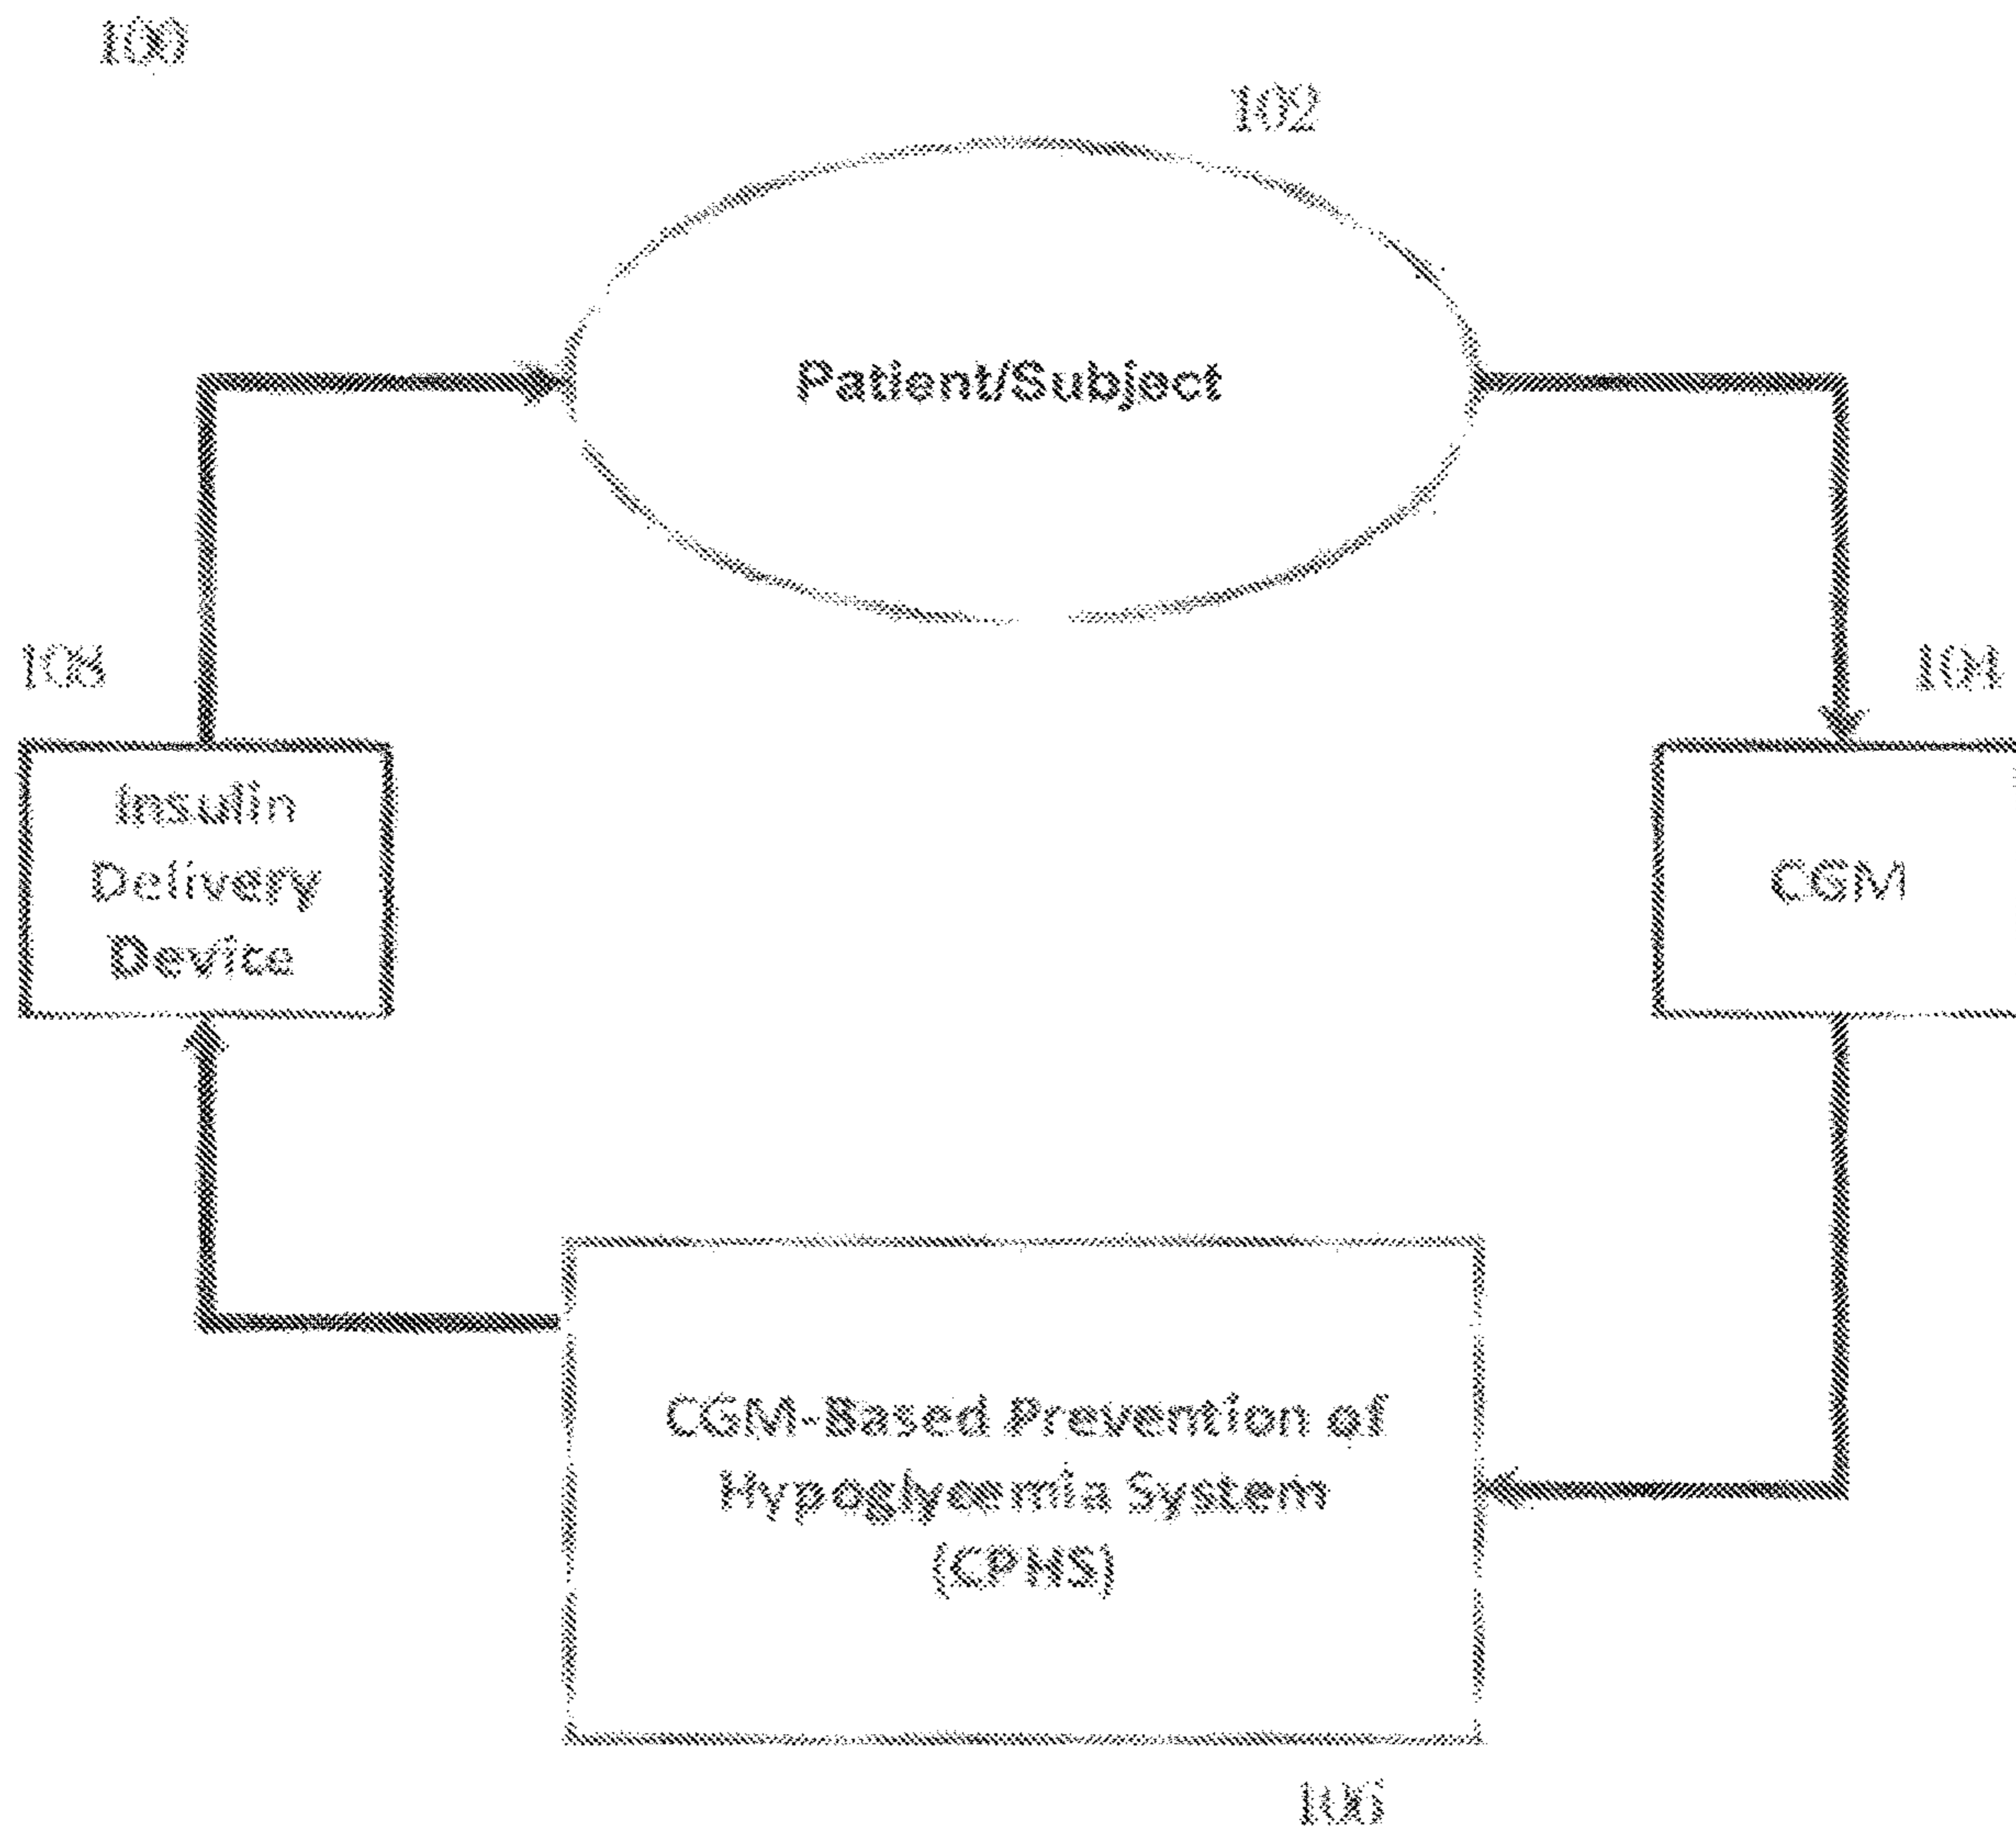 100
102
Patient/Subject
108
104
Insulin
Delivery
Device
CGM
CGM-Based Prevention of
Hypoglycemia System
(CPHS)
106